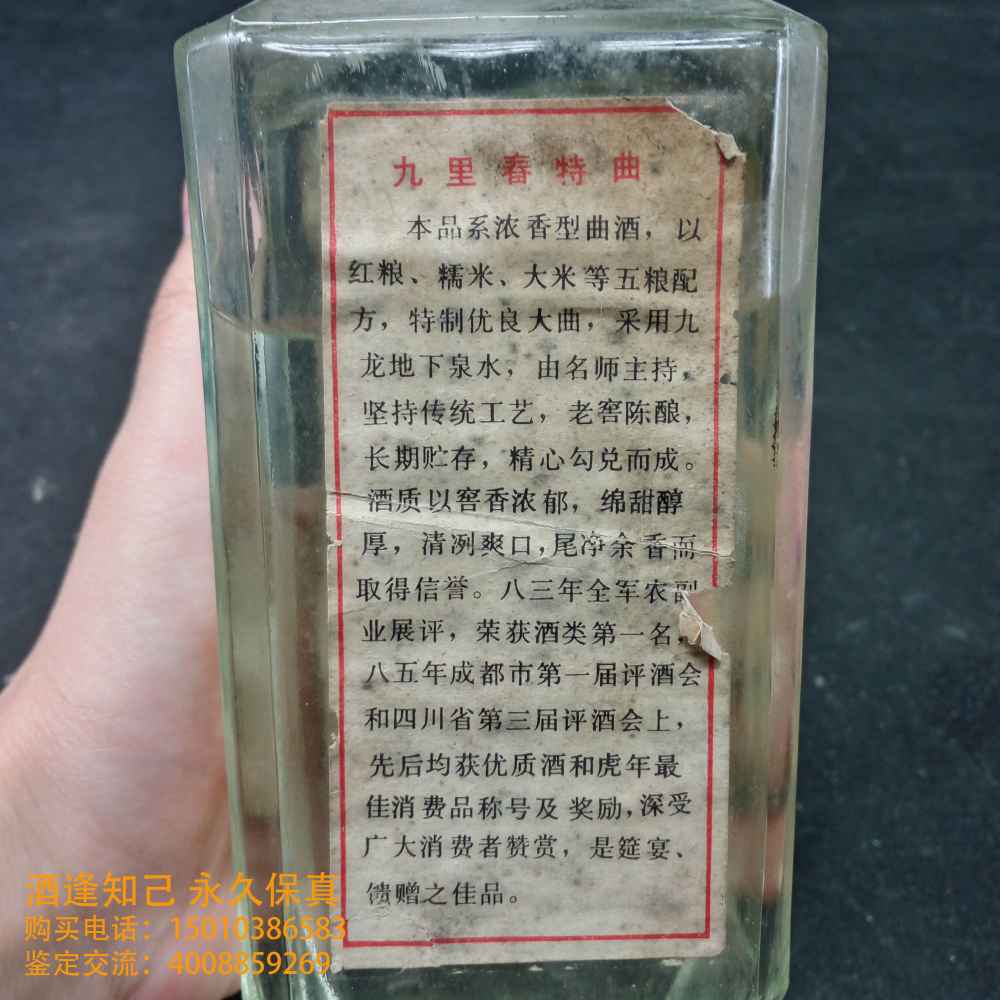 九里春特曲
本品系浓香型曲酒，以
红粮、糯米、大米等五粮配
方，特制优良大曲，采用九
龙地下泉水，由名师主持，
坚持传统工艺，老窖陈酿，
长期贮存，精心勾兑而成。
酒质以窖香浓郁，绵甜醇
厚，清冽爽口，尾净余香而
取得信誉。八三年全军农副
业展评，荣获酒类第一名，
八五年成都市第一届评酒会
和四川省第三届评酒会上，
先后均获优质酒和虎年最
佳消费品称号及奖励，深受
广大消费者赞赏，是筵宴、
馈赠之佳品。
酒逢知己 永久保真
购买电话：15010386583
鉴定交流：4008859269